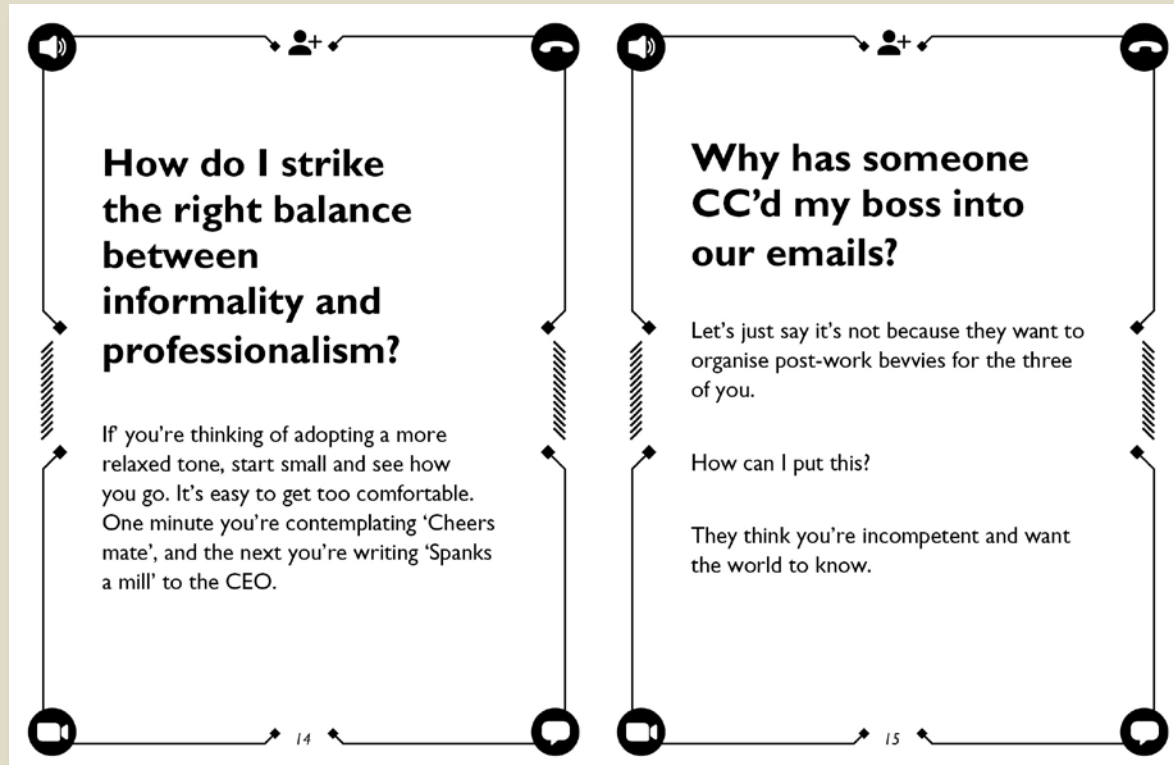 How do I strike
the right balance
between
informality and
professionalism?
If you're thinking of adopting a more
relaxed tone, start small and see how
you go. It's easy to get too comfortable.
One minute you're contemplating ‘Cheers
mate’, and the next you're writing ‘Spanks
a mill’ to the CEO.
14
Why has someone
CC’d my boss into
our emails?
Let’s just say it’s not because they want to
organise post-work bevvies for the three
of you.
How can I put this?
They think you’re incompetent and want
the world to know.
15